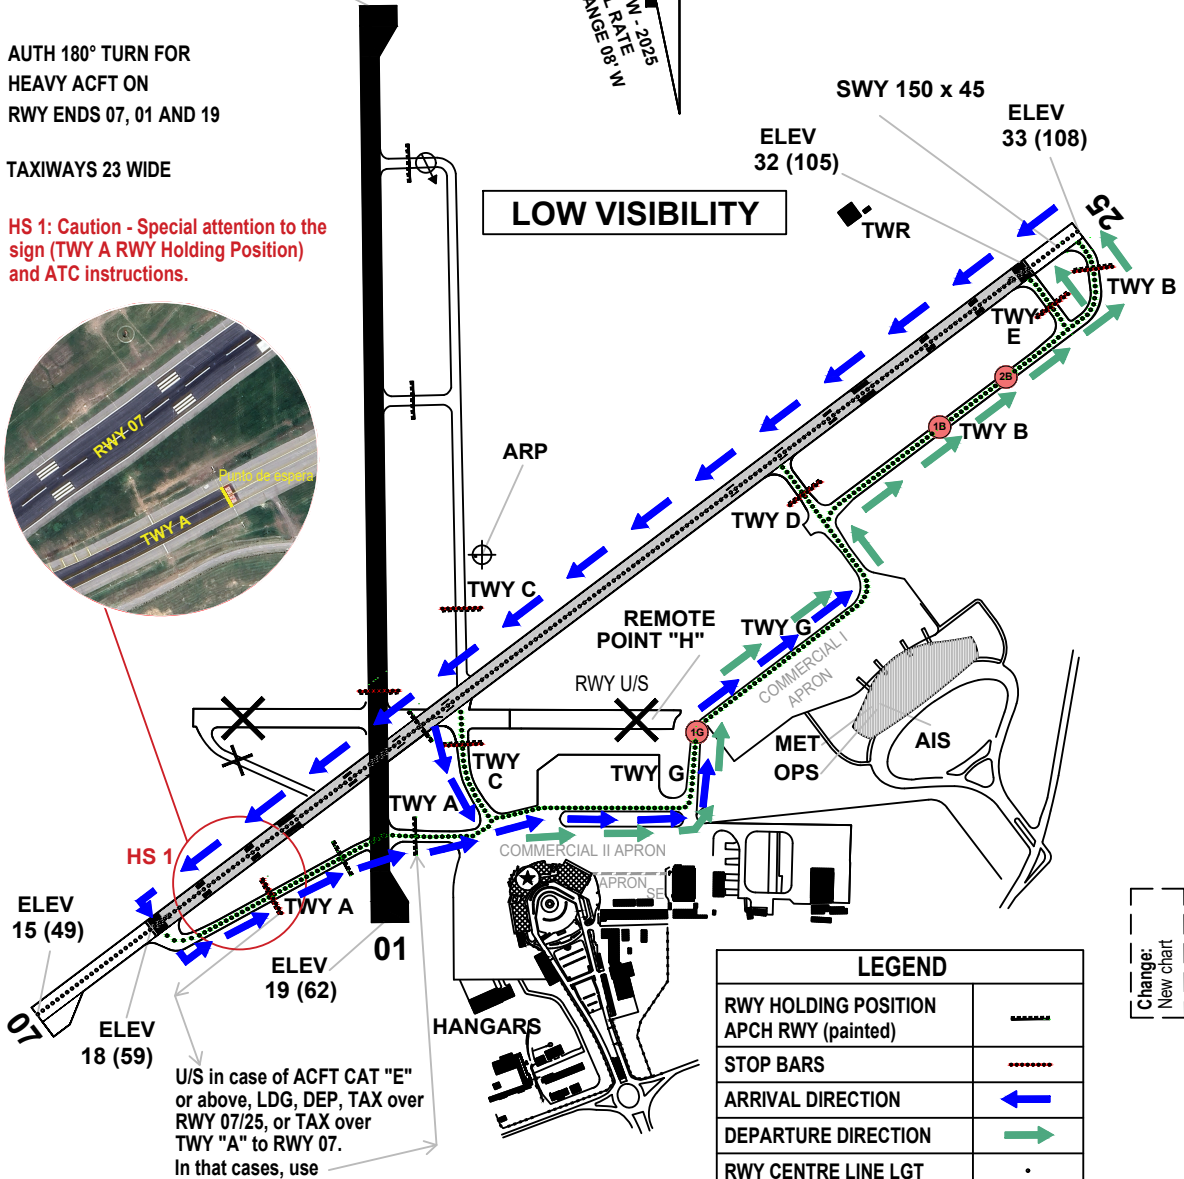 AUTH 180° TURN FOR
HEAVY ACFT ON
RWY ENDS 07, 01 AND 19
TAXIWAYS 23 WIDE
HS 1: Caution - Special attention to the
sign (TWY A RWY Holding Position)
and ATC instructions.
W - 2025
L RATE
ANGE 08' W
LOW VISIBILITY
SWY 150 x 45
ELEV
33 (108)
ELEV
32 (105)
TWR
25
TWY B
TWY
E
2B
1B
TWY B
RWY 07
Punto de espera
TWY A
ARP
TWY D
TWY C
REMOTE
POINT "H"
TWY G
COMMERCIAL I
APRON
RWY U/S
1G
MET
OPS
AIS
TWY
C
TWY G
TWY A
COMMERCIAL II APRON
APRON
SE
HS 1
TWY A
ELEV
15 (49)
01
ELEV
19 (62)
07
ELEV
18 (59)
HANGARS
U/S in case of ACFT CAT "E"
or above, LDG, DEP, TAX over
RWY 07/25, or TAX over
TWY "A" to RWY 07.
In that cases, use
LEGEND
RWY HOLDING POSITION
APCH RWY (painted)
STOP BARS
ARRIVAL DIRECTION
DEPARTURE DIRECTION
RWY CENTRE LINE LGT
Change:
New chart